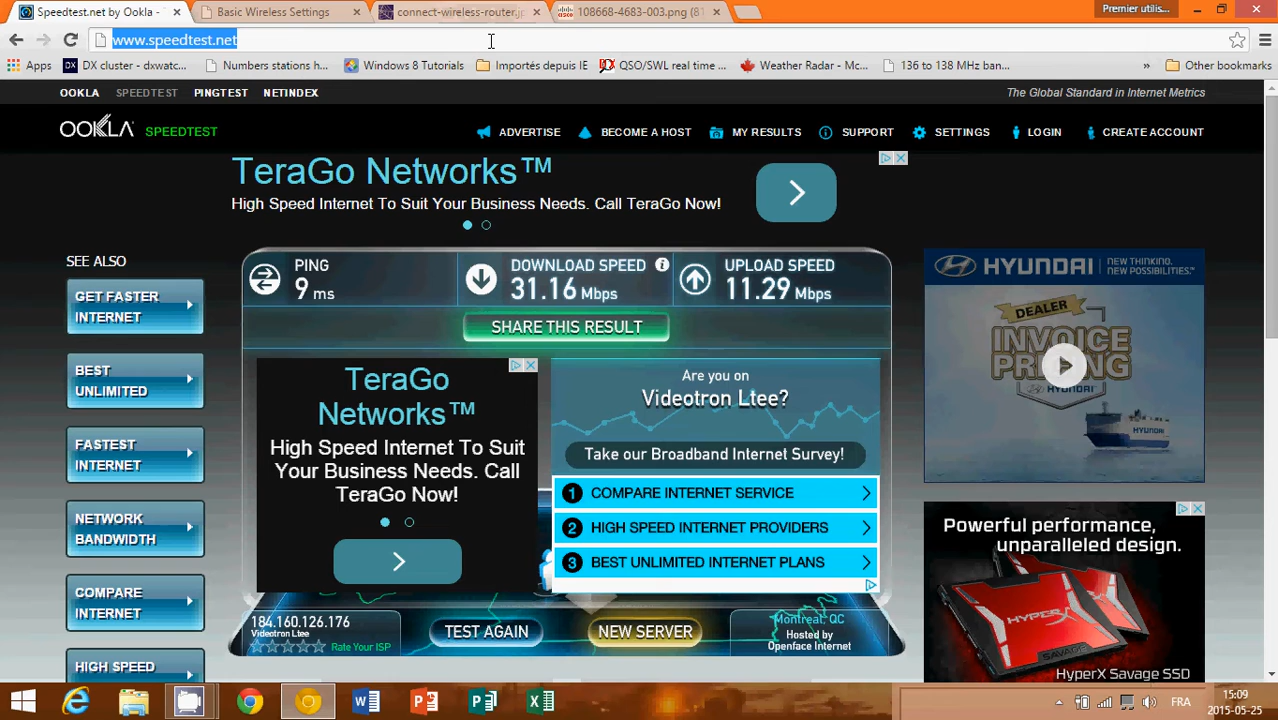 Speedtest.net by Ookla -
Basic Wireless Settings
connect-wireless-router.jp
108668-4683-003.png (81
Premier utilis...
www.speedtest.net
Apps
DX cluster - dxwatc...
Numbers stations h...
Windows 8 Tutorials
Importés depuis IE
QSO/SWL real time ...
Weather Radar - Mc...
136 to 138 MHz ban...
»
Other bookmarks
OOKLA SPEEDTEST PINGTEST NETINDEX
The Global Standard in Internet Metrics
OOKLA SPEEDTEST
ADVERTISE BECOME A HOST MY RESULTS SUPPORT SETTINGS LOGIN CREATE ACCOUNT
TeraGo Networks™
High Speed Internet To Suit Your Business Needs. Call TeraGo Now!
SEE ALSO
GET FASTER
INTERNET
BEST
UNLIMITED
FASTEST
INTERNET
NETWORK
BANDWIDTH
COMPARE
INTERNET
HIGH SPEED
PING
9 ms
DOWNLOAD SPEED
31.16 Mbps
UPLOAD SPEED
11.29 Mbps
SHARE THIS RESULT
TeraGo
Networks™
High Speed Internet To Suit
Your Business Needs. Call
TeraGo Now!
Are you on
Videotron Ltee?
Take our Broadband Internet Survey!
1 COMPARE INTERNET SERVICE
2 HIGH SPEED INTERNET PROVIDERS
3 BEST UNLIMITED INTERNET PLANS
184.160.126.176
Videotron Ltee
Rate Your ISP
TEST AGAIN
NEW SERVER
Montreal, QC
Hosted by
Openface Internet
HYUNDAI
NEW THINKING.
NEW POSSIBILITIES.
DEALER
INVOICE
PRICING
HYUNDAI
HYUNDAI
Powerful performance,
unparalleled design.
HYPERX
SAVAGE
HyperX Savage SSD
FRA
15:09
2015-05-25